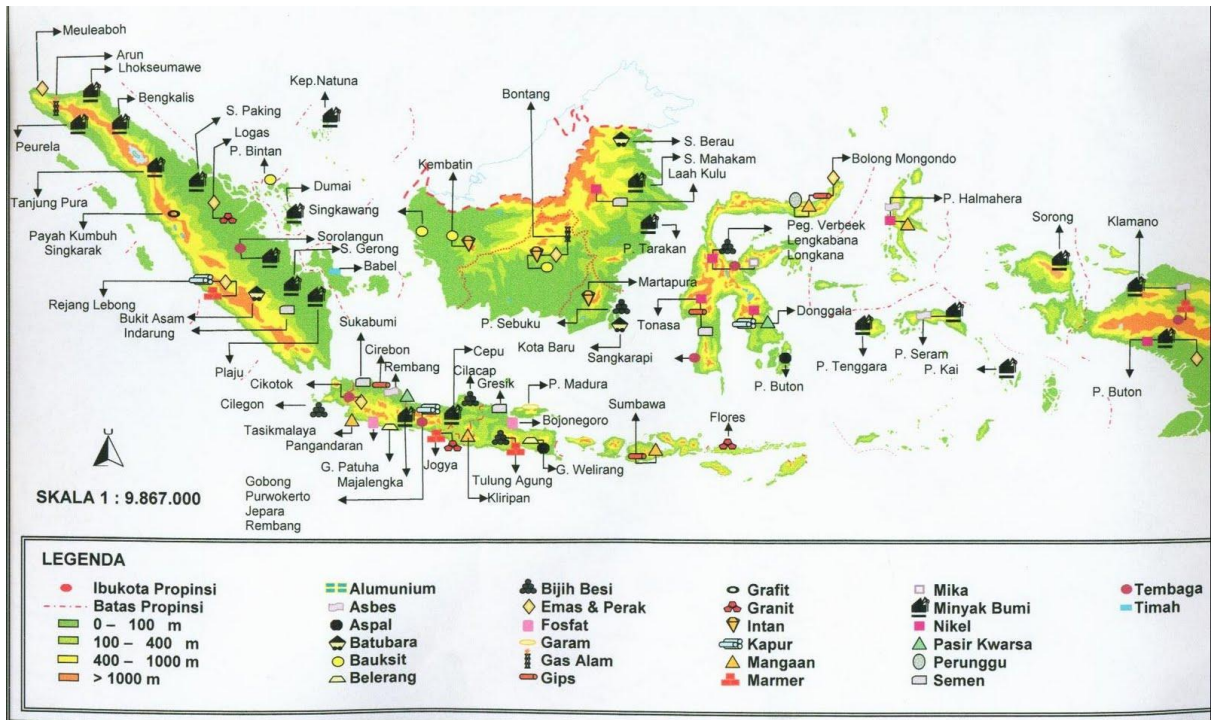 Meuleaboh
Arun
Lhokseumawe
Bengkalis
Kep.Natuna
S. Paking
Logas
P. Bintan
Peurela
Dumai
Tanjung Pura
Singkawang
Kembatin
Bontang
S. Berau
S. Mahakam
Laah Kulu
Bolong Mongondo
P. Halmahera
Sorong
Klamano
Payah Kumbuh
Singkarak
Sorolangun
S. Gerong
Babel
P. Tarakan
Peg. Verbeek
Lengkabana
Longkana
Rejang Lebong
Bukit Asam
Indarung
Martapura
P. Sebuku
Tonasa
Donggala
Kota Baru
Sangkarapi
P. Buton
P. Tenggara
P. Seram
P. Kai
P. Buton
Plaju
Sukabumi
Cirebon
Rembang
Cepu
Cilacap
Gresik
P. Madura
Cikotok
Cilegon
Bojonegoro
Sumbawa
Flores
Tasikmalaya
Pangandaran
G. Patuha
Majalengka
Jogya
Tulung Agung
Kliripan
G. Welirang
Gobong
Purwokerto
Jepara
Rembang
SKALA 1 : 9.867.000
LEGENDA
Ibukota Propinsi
Batas Propinsi
0 – 100 m
100 – 400 m
400 – 1000 m
> 1000 m
Alumunium
Asbes
Aspal
Batubara
Bauksit
Belerang
Bijih Besi
Emas & Perak
Fosfat
Garam
Gas Alam
Gips
Grafit
Granit
Intan
Kapur
Mangaan
Marmer
Mika
Minyak Bumi
Nikel
Pasir Kwarsa
Perunggu
Semen
Tembaga
Timah